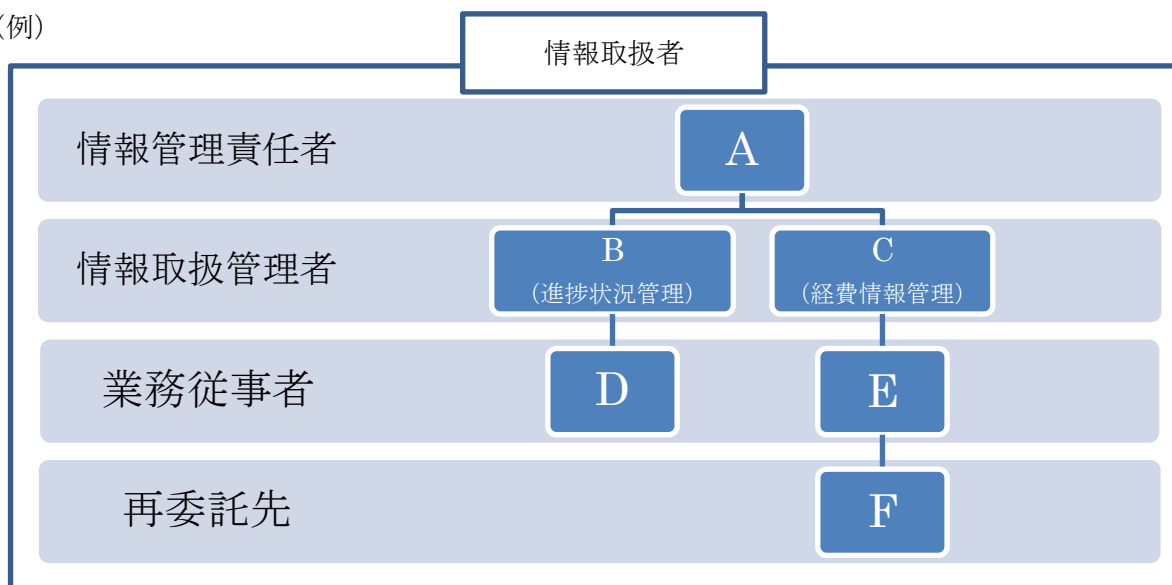 （例）
情報取扱者
情報管理責任者
A
情報取扱管理者
B
（進捗状況管理）
C
（経費情報管理）
業務従事者
D
E
再委託先
F